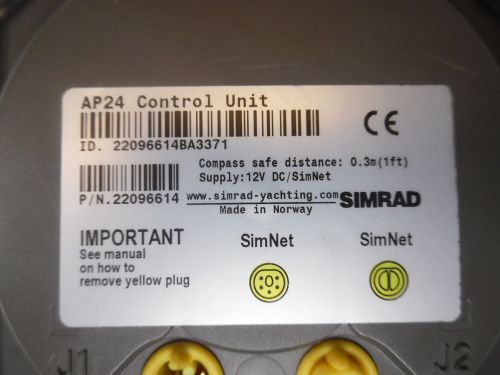 AP24 Control Unit
ID. 22096614BA3371
CE
Compass safe distance: 0.3m(1ft)
Supply:12V DC/SimNet
P/N.22096614
www.simrad-yachting.com
SIMRAD
Made in Norway
IMPORTANT
See manual
on how to
remove yellow plug
SimNet
SimNet
J1
J2